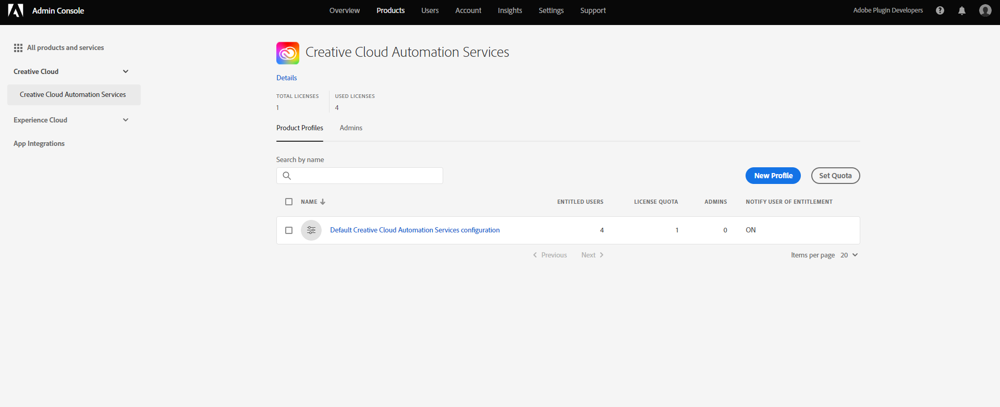 Admin Console
Overview Products Users Account Insights Settings Support
Adobe Plugin Developers
All products and services
Creative Cloud
Creative Cloud Automation Services
Experience Cloud
App Integrations
Creative Cloud Automation Services
Details
TOTAL LICENSES USED LICENSES
1 4
Product Profiles Admins
Search by name
New Profile Set Quota
NAME ENTITLED USERS LICENSE QUOTA ADMINS NOTIFY USER OF ENTITLEMENT
Default Creative Cloud Automation Services configuration 4 1 0 ON
Previous Next Items per page 20